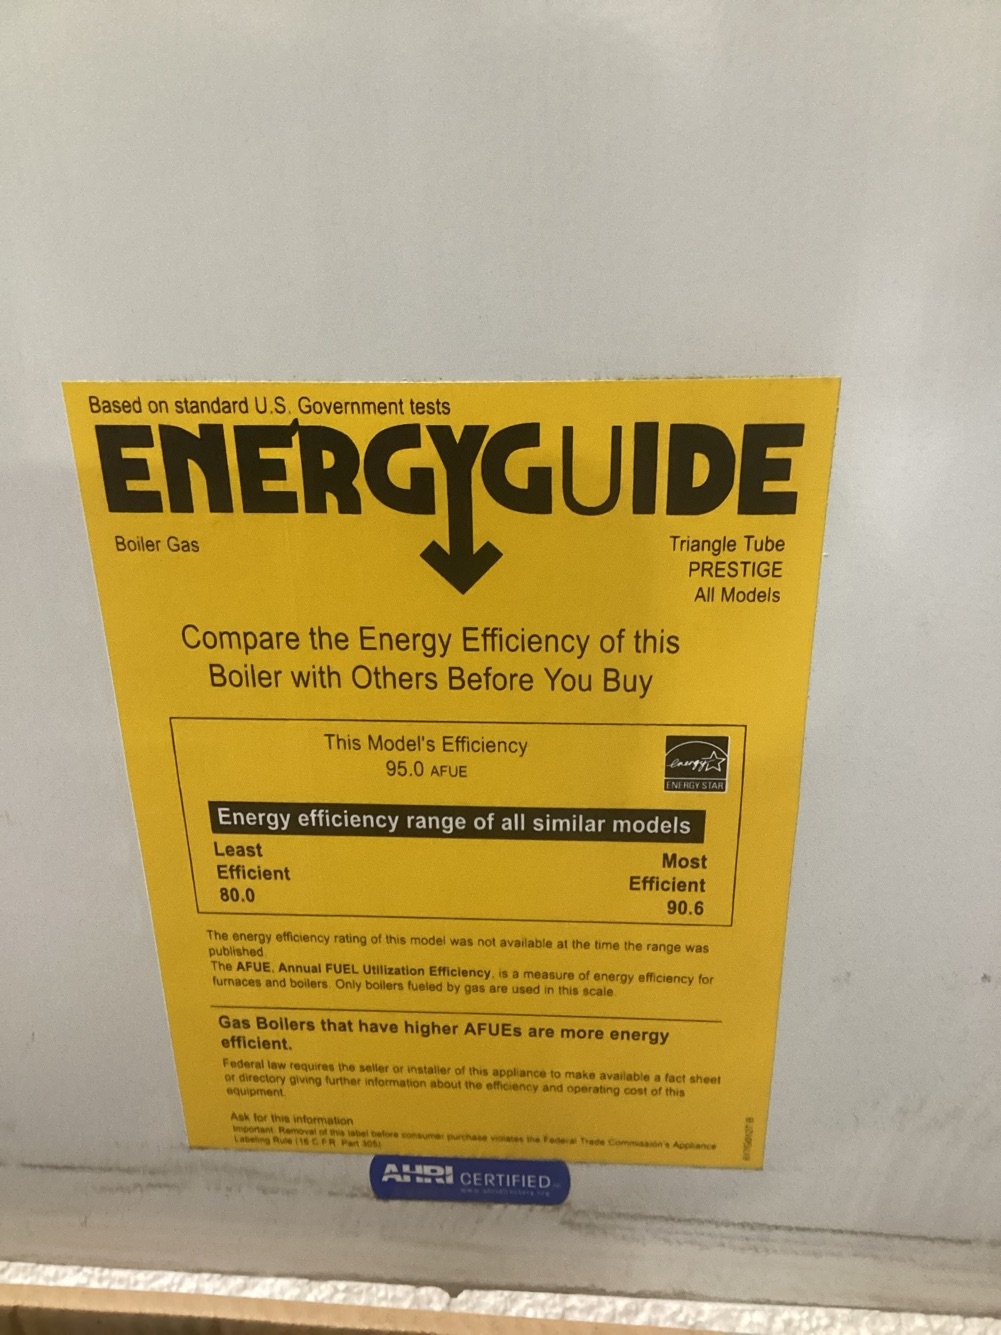 Based on standard U.S. Government tests
ENERGYGUIDE
Boiler Gas
Triangle Tube
PRESTIGE
All Models
Compare the Energy Efficiency of this
Boiler with Others Before You Buy
This Model's Efficiency
95.0 AFUE
energy
ENERGY STAR
Energy efficiency range of all similar models
Least
Efficient
80.0
Most
Efficient
90.6
The energy efficiency rating of this model was not available at the time the range was
published.
The AFUE, Annual FUEL Utilization Efficiency, is a measure of energy efficiency for
furnaces and boilers. Only boilers fueled by gas are used in this scale.
Gas Boilers that have higher AFUEs are more energy
efficient.
Federal law requires the seller or installer of this appliance to make available a fact sheet
or directory giving further information about the efficiency and operating cost of this
equipment.
Ask for this information
Important: Removal of this label before consumer purchase violates the Federal Trade Commission's Appliance
Labeling Rule (16 C.F.R. Part 305)
AHRI CERTIFIED